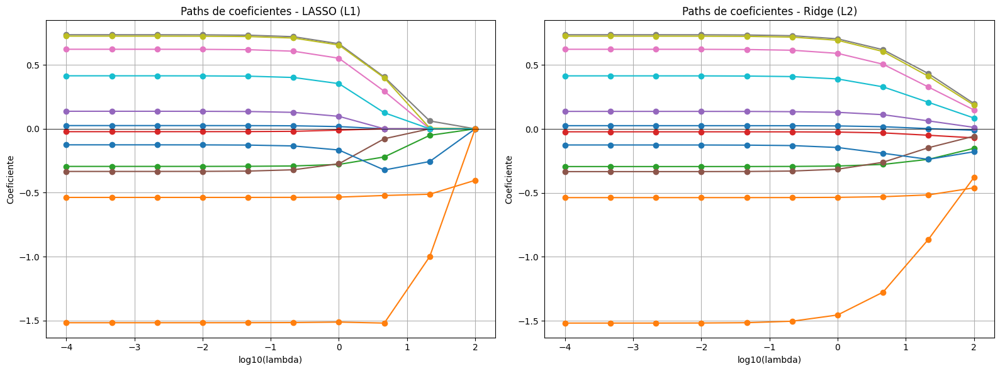 Paths de coeficientes - LASSO (L1)
0.5
0.0
−0.5
−1.0
−1.5
Coeficiente
−4 −3 −2 −1 0 1 2
log10(lambda)
Paths de coeficientes - Ridge (L2)
0.5
0.0
−0.5
−1.0
−1.5
Coeficiente
−4 −3 −2 −1 0 1 2
log10(lambda)